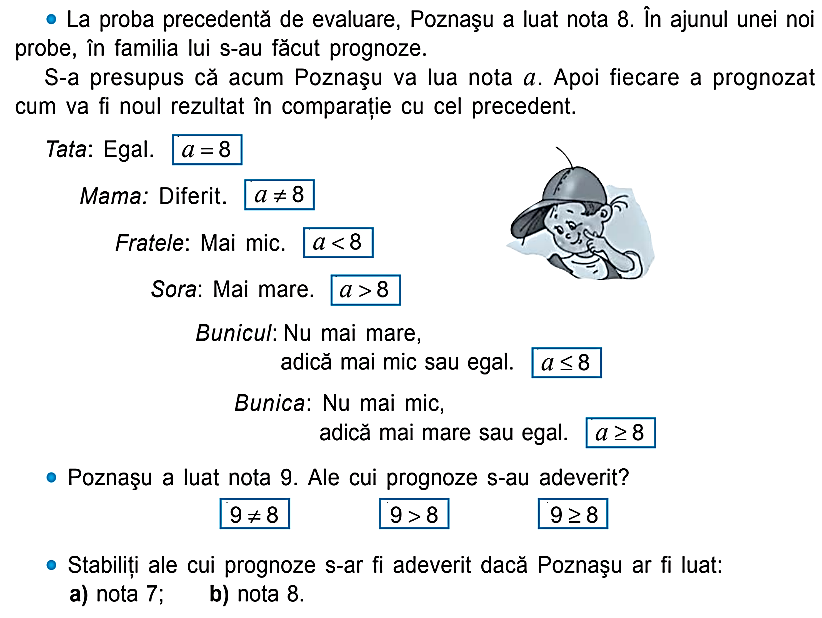 • La proba precedentă de evaluare, Poznaşu a luat nota 8. În ajunul unei noi
probe, în familia lui s-au făcut prognoze.
S-a presupus că acum Poznaşu va lua nota a. Apoi fiecare a prognozat
cum va fi noul rezultat în comparaţie cu cel precedent.
Tata: Egal. a = 8
Mama: Diferit. a ≠ 8
Fratele: Mai mic. a < 8
Sora: Mai mare. a > 8
Bunicul: Nu mai mare,
adică mai mic sau egal. a ≤ 8
Bunica: Nu mai mic,
adică mai mare sau egal. a ≥ 8
• Poznaşu a luat nota 9. Ale cui prognoze s-au adeverit?
9 ≠ 8 9 > 8 9 ≥ 8
• Stabiliţi ale cui prognoze s-ar fi adeverit dacă Poznaşu ar fi luat:
a) nota 7; b) nota 8.